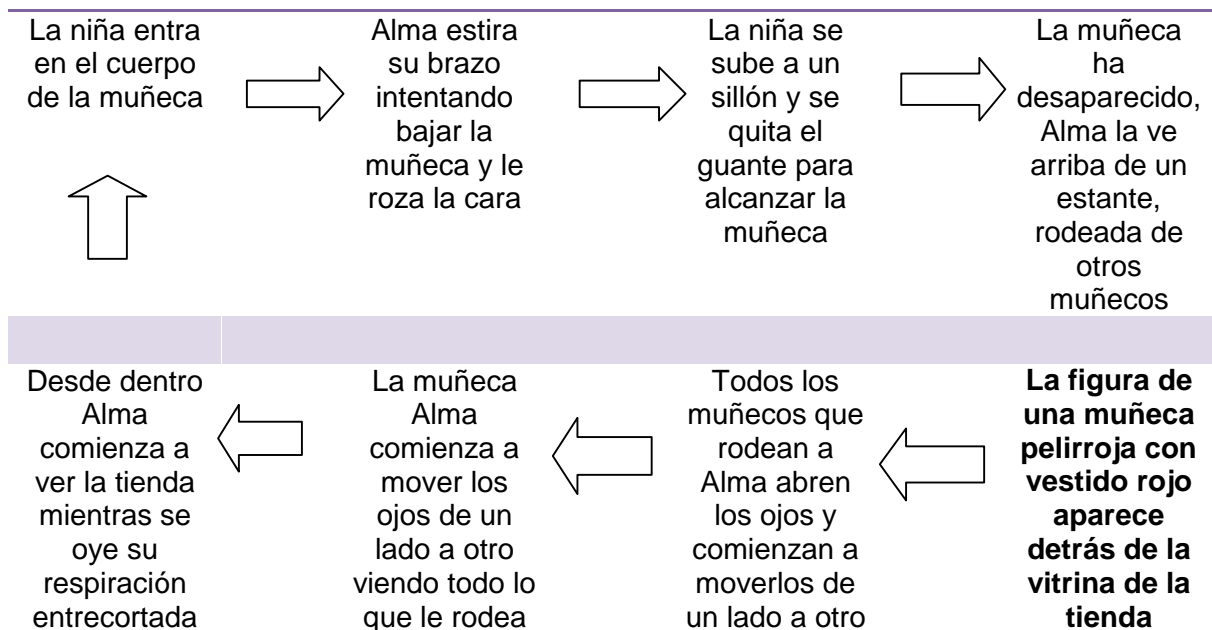 La niña entra
en el cuerpo
de la muñeca
Alma estira
su brazo
intentando
bajar la
muñeca y le
roza la cara
La niña se
sube a un
sillón y se
quita el
guante para
alcanzar la
muñeca
La muñeca
ha
desaparecido,
Alma la ve
arriba de un
estante,
rodeada de
otros
muñecos
Desde dentro
Alma
comienza a
ver la tienda
mientras se
oye su
respiración
entrecortada
La muñeca
Alma
comienza a
mover los
ojos de un
lado a otro
viendo todo lo
que le rodea
Todos los
muñecos que
rodean a
Alma abren
los ojos y
comienzan a
moverlos de
un lado a otro
La figura de
una muñeca
pelirroja con
vestido rojo
aparece
detrás de la
vitrina de la
tienda